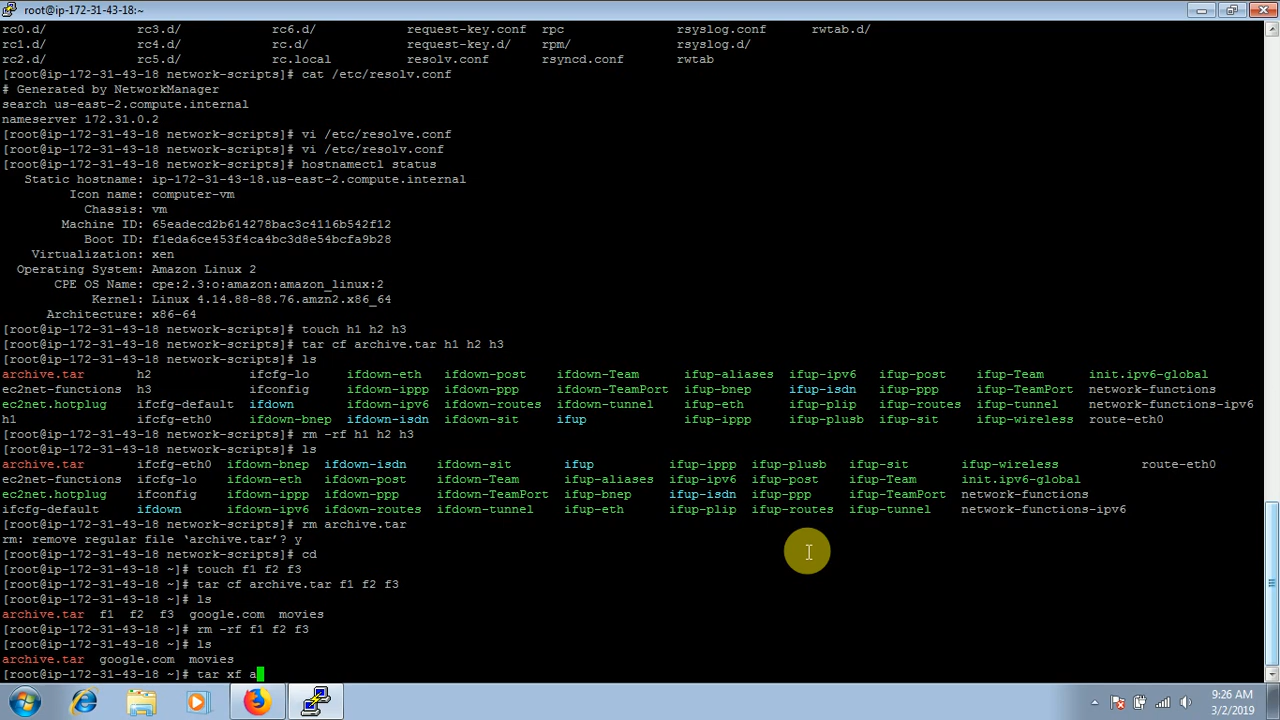 root@ip-172-31-43-18:~
rc0.d/ rc3.d/ rc6.d/ request-key.conf rpc rsyslog.conf rwtab.d/
rc1.d/ rc4.d/ rc.d/ request-key.d/ rpm/ rsyslog.d/
rc2.d/ rc5.d/ rc.local resolv.conf rsyncd.conf rwtab
[root@ip-172-31-43-18 network-scripts]# cat /etc/resolv.conf
# Generated by NetworkManager
search us-east-2.compute.internal
nameserver 172.31.0.2
[root@ip-172-31-43-18 network-scripts]# vi /etc/resolve.conf
[root@ip-172-31-43-18 network-scripts]# vi /etc/resolv.conf
[root@ip-172-31-43-18 network-scripts]# hostnamectl status
Static hostname: ip-172-31-43-18.us-east-2.compute.internal
Icon name: computer-vm
Chassis: vm
Machine ID: 65eadecd2b614278bac3c4116b542f12
Boot ID: f1eda6ce453f4ca4bc3d8e54bcfa9b28
Virtualization: xen
Operating System: Amazon Linux 2
CPE OS Name: cpe:2.3:o:amazon:amazon_linux:2
Kernel: Linux 4.14.88-88.76.amzn2.x86_64
Architecture: x86-64
[root@ip-172-31-43-18 network-scripts]# touch h1 h2 h3
[root@ip-172-31-43-18 network-scripts]# tar cf archive.tar h1 h2 h3
[root@ip-172-31-43-18 network-scripts]# ls
archive.tar h2 ifcfg-lo ifdown-eth ifdown-post ifdown-Team ifup-aliases ifup-ipv6 ifup-post ifup-Team init.ipv6-global
ec2net-functions h3 ifconfig ifdown-ippp ifdown-ppp ifdown-TeamPort ifup-bnep ifup-isdn ifup-ppp ifup-TeamPort network-functions
ec2net.hotplug ifcfg-default ifdown ifdown-ipv6 ifdown-routes ifdown-tunnel ifup-eth ifup-plip ifup-routes ifup-tunnel network-functions-ipv6
h1 ifcfg-eth0 ifdown-bnep ifdown-isdn ifdown-sit ifup ifup-ippp ifup-plusb ifup-sit ifup-wireless route-eth0
[root@ip-172-31-43-18 network-scripts]# rm -rf h1 h2 h3
[root@ip-172-31-43-18 network-scripts]# ls
archive.tar ifcfg-eth0 ifdown-bnep ifdown-isdn ifdown-sit ifup ifup-ippp ifup-plusb ifup-sit ifup-wireless route-eth0
ec2net-functions ifcfg-lo ifdown-eth ifdown-post ifdown-Team ifup-aliases ifup-ipv6 ifup-post ifup-Team init.ipv6-global
ec2net.hotplug ifconfig ifdown-ippp ifdown-ppp ifdown-TeamPort ifup-bnep ifup-isdn ifup-ppp ifup-TeamPort network-functions
ifcfg-default ifdown ifdown-ipv6 ifdown-routes ifdown-tunnel ifup-eth ifup-plip ifup-routes ifup-tunnel network-functions-ipv6
[root@ip-172-31-43-18 network-scripts]# rm archive.tar
rm: remove regular file ‘archive.tar’? y
[root@ip-172-31-43-18 network-scripts]# cd
[root@ip-172-31-43-18 ~]# touch f1 f2 f3
[root@ip-172-31-43-18 ~]# tar cf archive.tar f1 f2 f3
[root@ip-172-31-43-18 ~]# ls
archive.tar f1 f2 f3 google.com movies
[root@ip-172-31-43-18 ~]# rm -rf f1 f2 f3
[root@ip-172-31-43-18 ~]# ls
archive.tar google.com movies
[root@ip-172-31-43-18 ~]# tar xf a
9:26 AM
3/2/2019